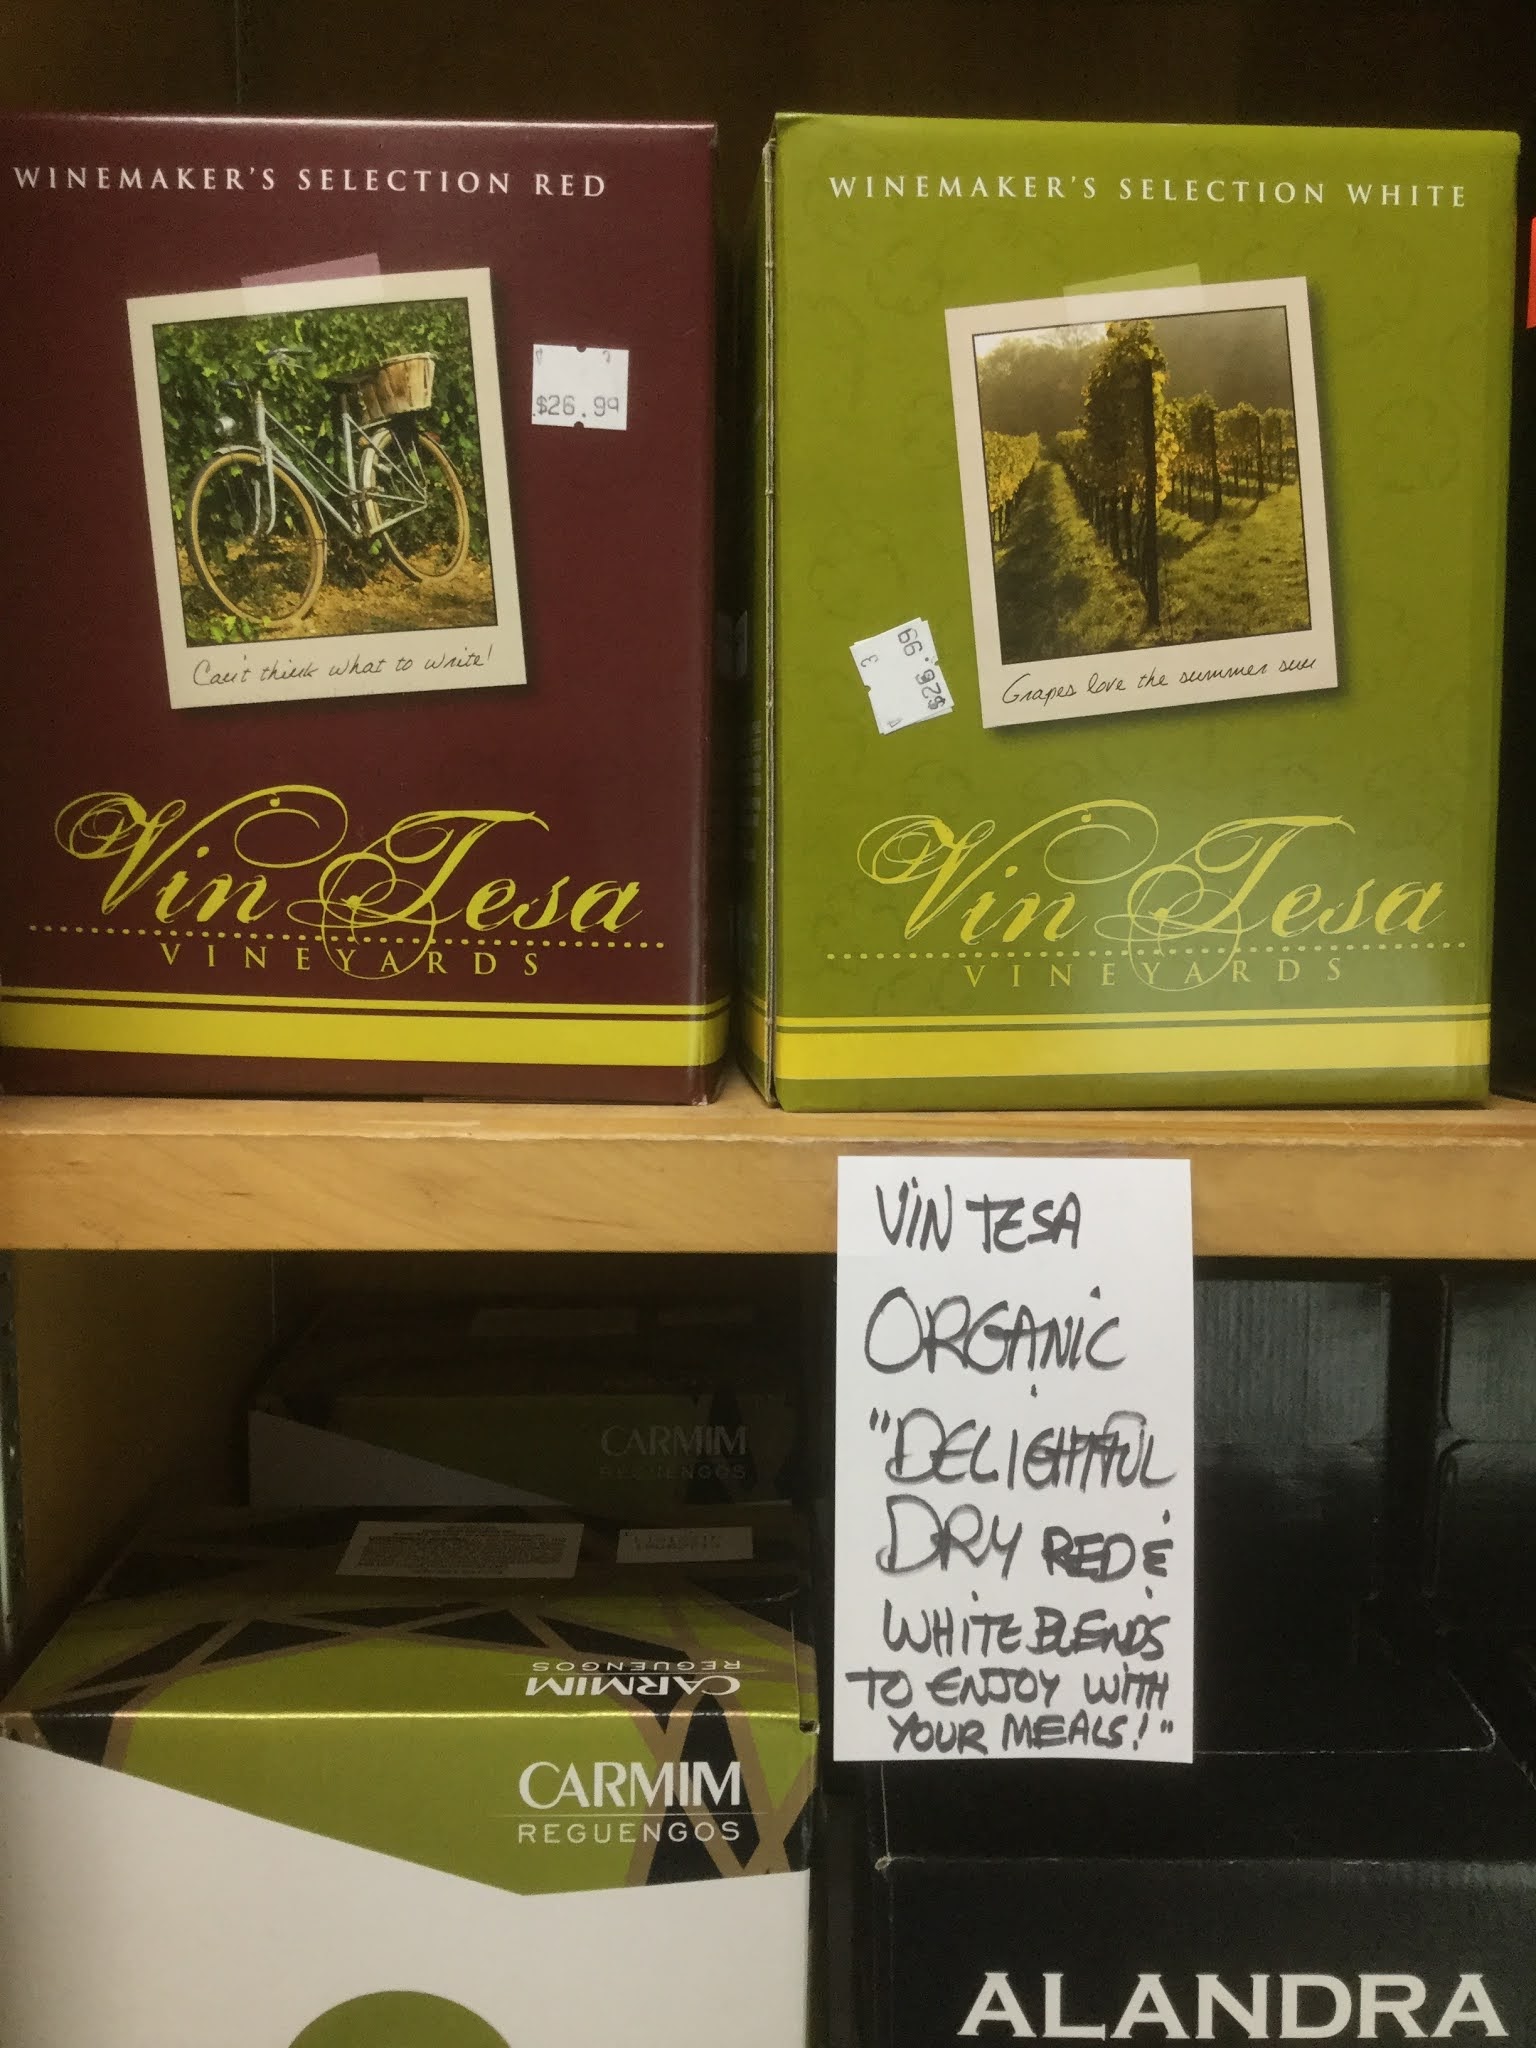 WINEMAKER'S SELECTION RED
$26.99
Can't think what to write!
Vin Tesa
VINEYARDS
WINEMAKER'S SELECTION WHITE
$26.99
3
Grapes love the summer sun
Vin Tesa
VINEYARDS
VIN TESA
ORGANIC
"DELIGHTFUL
DRY RED &
WHITE BLENDS
TO ENJOY WITH
YOUR MEALS!"
CARMIM
REGUENGOS
CARMIM
REGUENGOS
CARMIM
REGUENGOS
ALANDRA